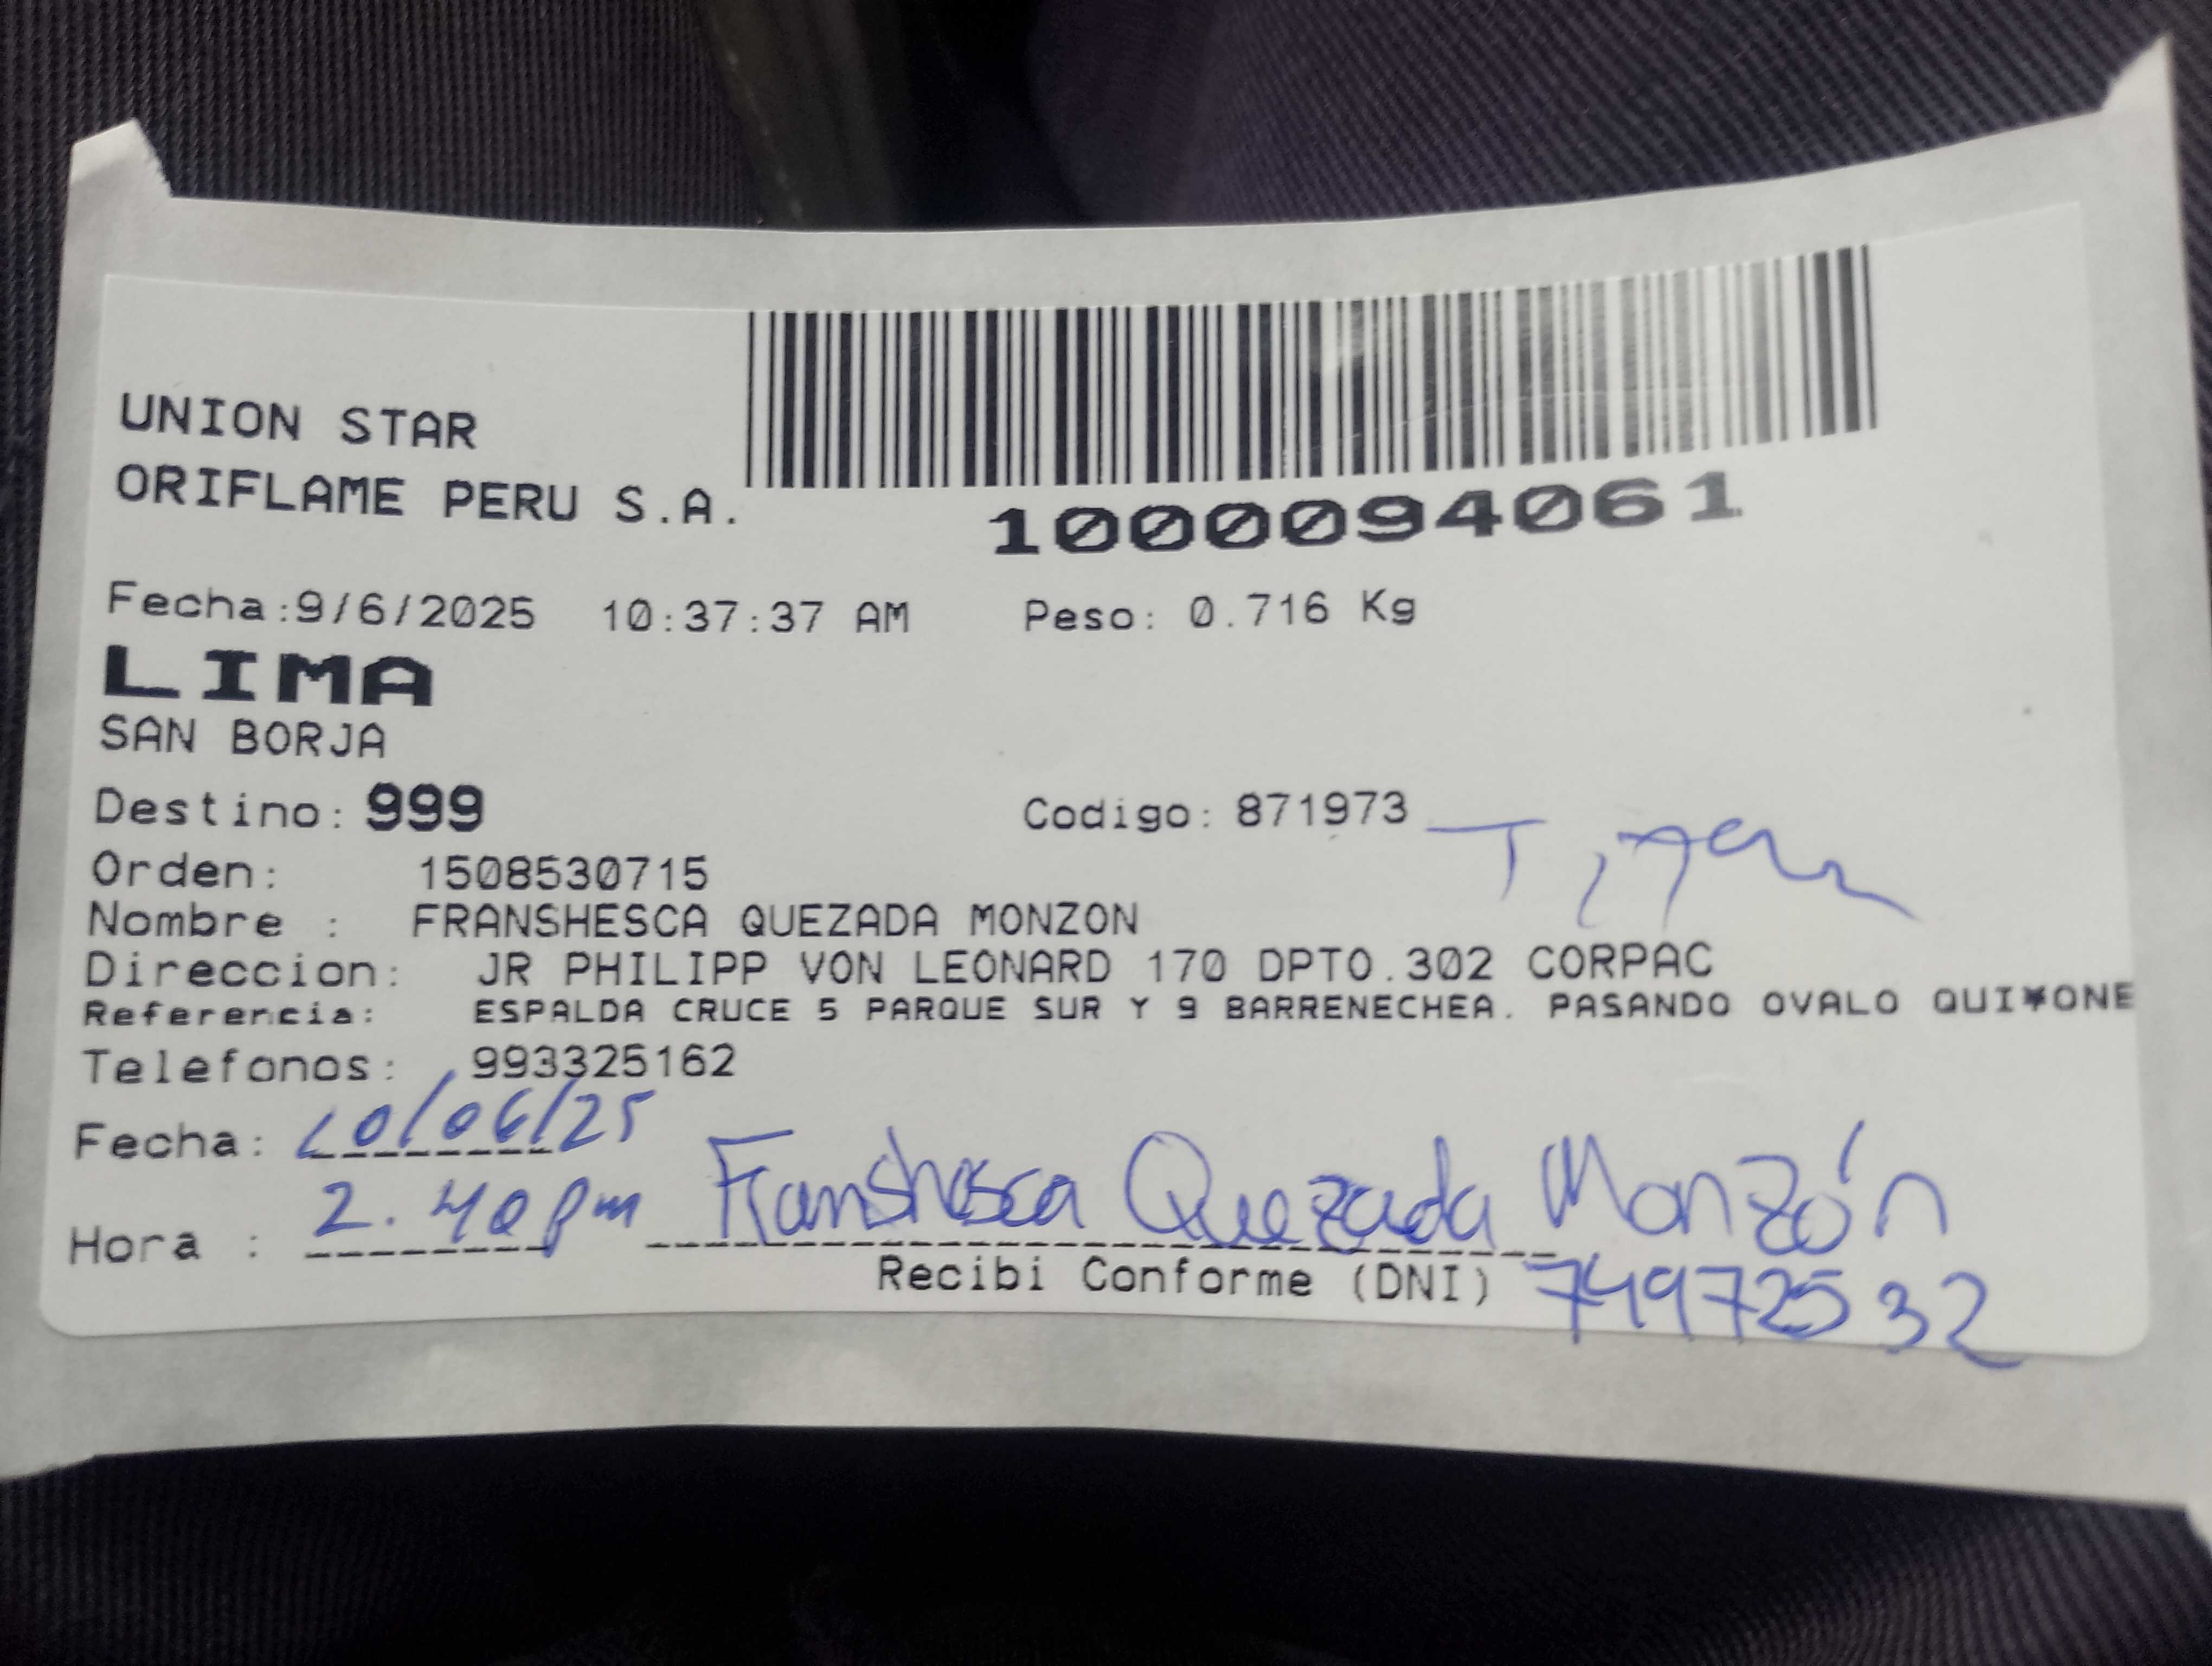 UNION STAR
ORIFLAME PERU S.A.
1000094061
Fecha:9/6/2025 10:37:37 AM Peso: 0.716 Kg
LIMA
SAN BORJA
Destino: 999 Codigo: 871973
Orden: 1508530715
Nombre : FRANSHESCA QUEZADA MONZON
Direccion: JR PHILIPP VON LEONARD 170 DPTO.302 CORPAC
Referencia: ESPALDA CRUCE 5 PARQUE SUR Y 9 BARRENECHEA. PASANDO OVALO QUI¥ONE
Telefonos: 993325162
Fecha: 10/06/25
Hora : 2.40pm Franshesca Quezada Monzón
Recibi Conforme (DNI) 74972532